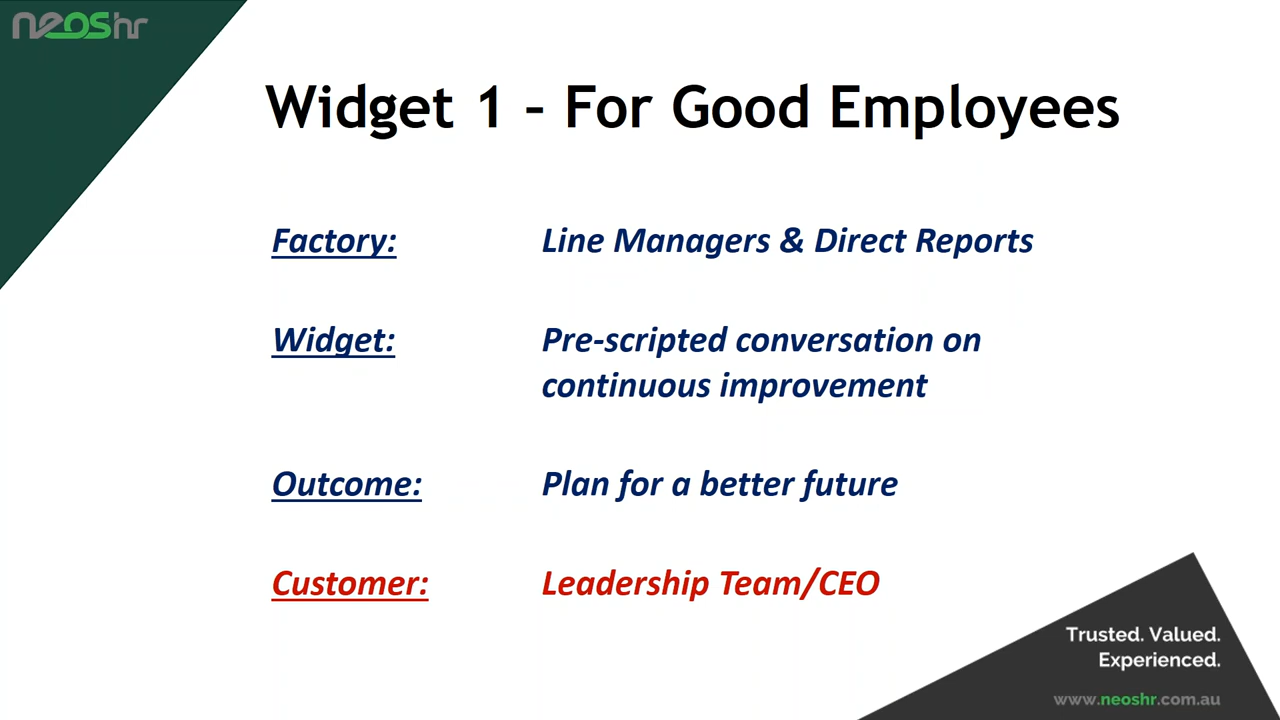 neoshr
Widget 1 – For Good Employees
Factory: Line Managers & Direct Reports
Widget: Pre-scripted conversation on
continuous improvement
Outcome: Plan for a better future
Customer: Leadership Team/CEO
Trusted. Valued.
Experienced.
www.neoshr.com.au